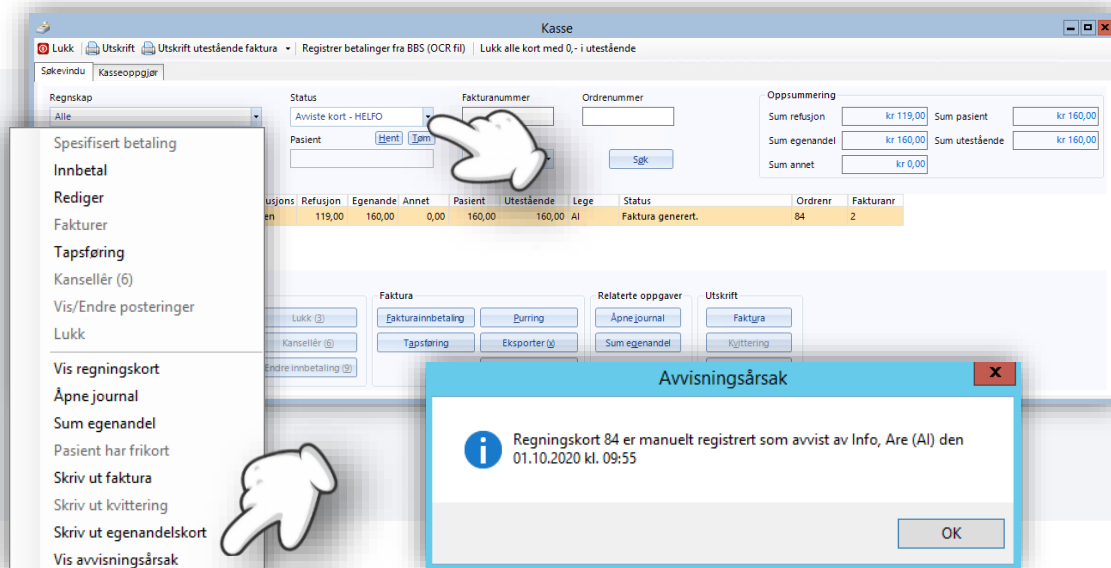 Kasse
Lukk Utskrift Utskrift utestående faktura Registrer betalinger fra BBS (OCR fil) Lukk alle kort med 0,- i utestående
Søkevindu Kasseoppgjør
Regnskap Status Fakturanummer Ordrenummer Oppsummering
Alle Avviste kort - HELFO Sum refusjon kr 119,00 Sum pasient kr 160,00
Pasient Hent Tøm Sum egenandel kr 160,00 Sum utestående kr 160,00
Søk Sum annet kr 0,00
usjons Refusjon Egenande Annet Pasient Utestående Lege Status Ordrenr Fakturanr
en 119,00 160,00 0,00 160,00 160,00 AI Faktura generert. 84 2
Faktura Relaterte oppgaver Utskrift
Lukk (3) Fakturainnbetaling Purring Åpne journal Faktura
Kansellér (6) Tapsføring Eksporter (x) Sum egenandel Kvittering
Endre innbetaling (9)
Spesifisert betaling
Innbetal
Rediger
Fakturer
Tapsføring
Kansellêr (6)
Vis/Endre posteringer
Lukk
Vis regningskort
Åpne journal
Sum egenandel
Pasient har frikort
Skriv ut faktura
Skriv ut kvittering
Skriv ut egenandelskort
Vis avvisningsårsak
Avvisningsårsak
x
Regningskort 84 er manuelt registrert som avvist av Info, Are (AI) den
01.10.2020 kl. 09:55
OK